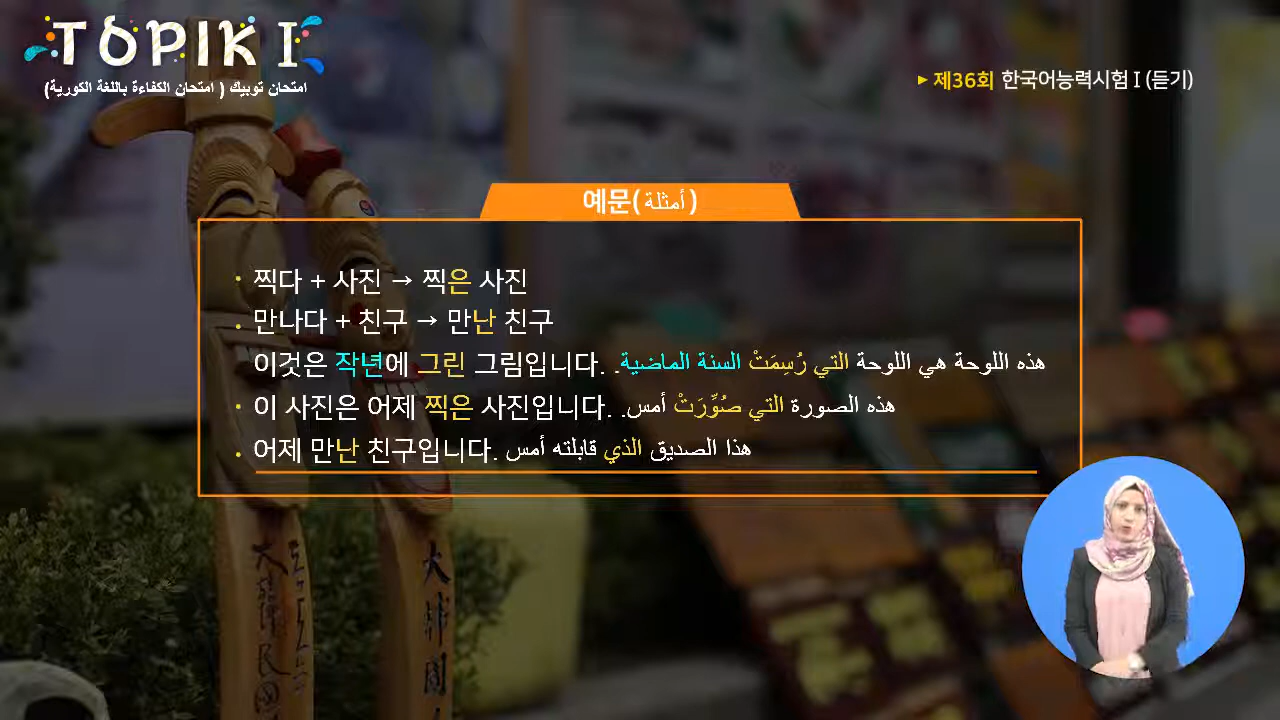 TOPIK I
امتحان توبيك ( امتحان الكفاءة باللغة الكورية)
▸ 제36회 한국어능력시험 I (듣기)
예문(أمثلة)
• 찍다 + 사진 → 찍은 사진
• 만나다 + 친구 → 만난 친구
이것은 작년에 그린 그림입니다. هذه اللوحة هي اللوحة التي رُسِمَتْ السنة الماضية. .
• 이 사진은 어제 찍은 사진입니다. هذه الصورة التي صُوِّرَتْ أمس. .
• 어제 만난 친구입니다. هذا الصديق الذي قابلته أمس